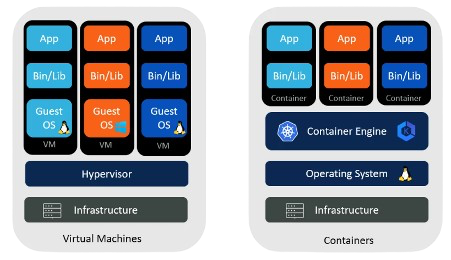 App App App
Bin/Lib Bin/Lib Bin/Lib
Guest Guest Guest
OS OS OS
VM VM VM
Hypervisor
Infrastructure
Virtual Machines
App App App
Bin/Lib Bin/Lib Bin/Lib
Container Container Container
Container Engine
Operating System
Infrastructure
Containers